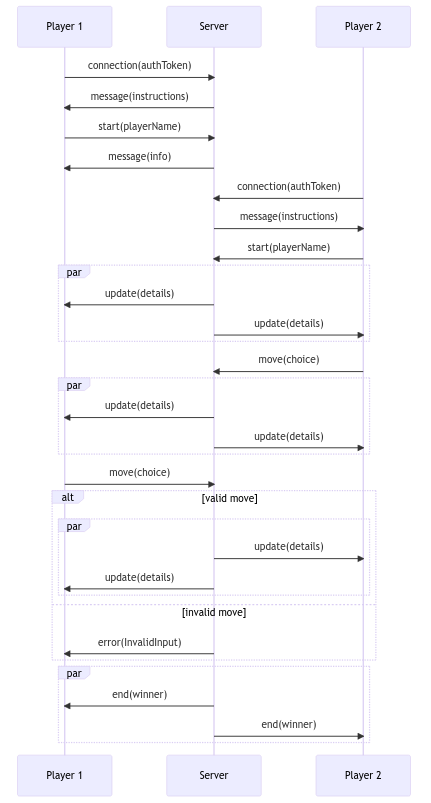 Player 1
Server
Player 2
connection(authToken)
message(instructions)
start(playerName)
message(info)
connection(authToken)
message(instructions)
start(playerName)
par
update(details)
update(details)
move(choice)
par
update(details)
update(details)
move(choice)
alt
[valid move]
par
update(details)
update(details)
[invalid move]
error(InvalidInput)
par
end(winner)
end(winner)
Player 1
Server
Player 2